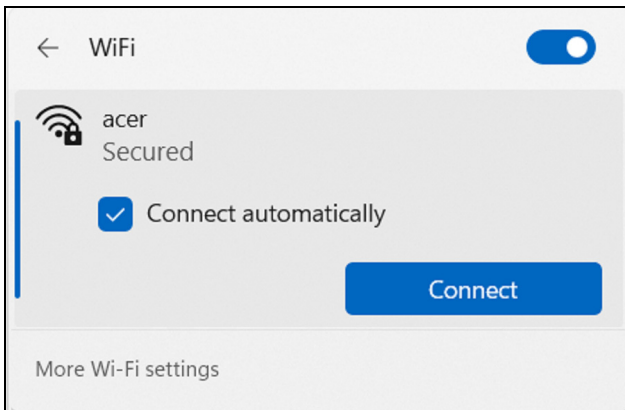 WiFi
acer
Secured
Connect automatically
Connect
More Wi-Fi settings